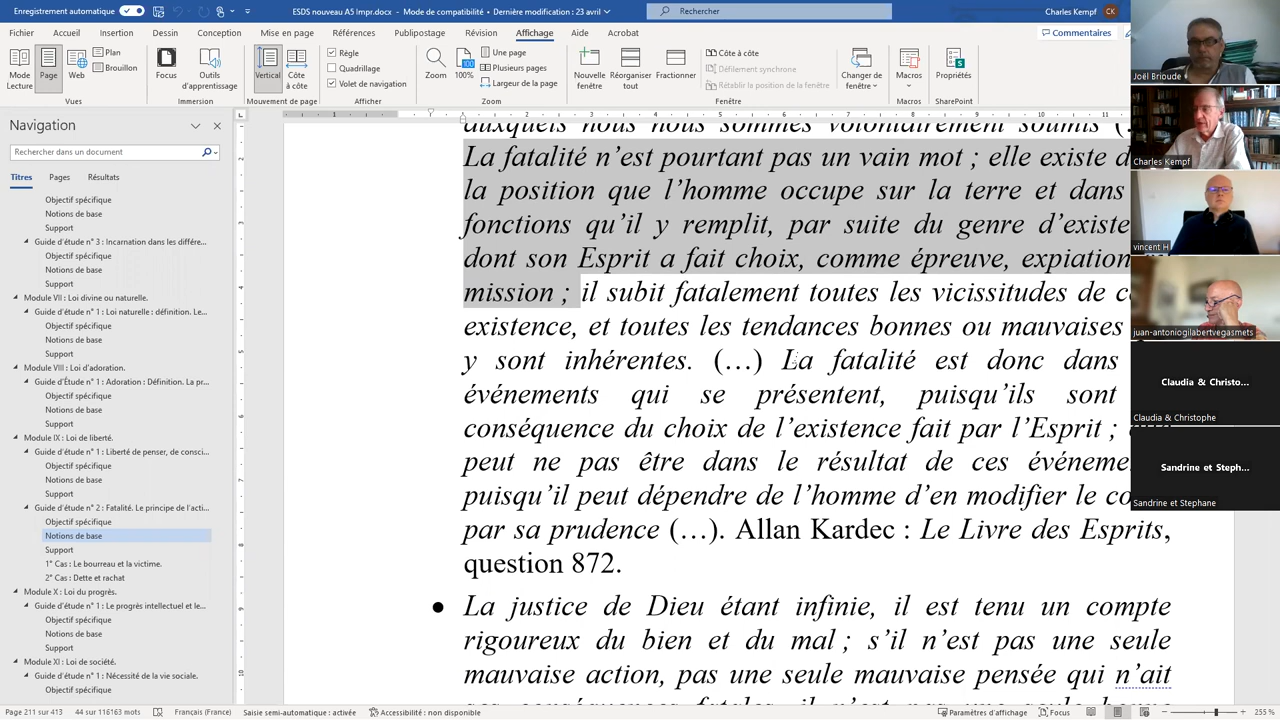 Enregistrement automatique
ESDS nouveau A5 Impr.docx - Mode de compatibilité • Dernière modification : 23 avril
Rechercher
Charles Kempf
CK
Fichier Accueil Insertion Dessin Conception Mise en page Références Publipostage Révision Affichage Aide Acrobat
Commentaires
Mode Lecture
Page
Web
Plan
Brouillon
Vues
Focus
Outils d'apprentissage
Immersion
Vertical
Côte à côte
Mouvement de page
Règle
Quadrillage
Volet de navigation
Afficher
Zoom
100%
Une page
Plusieurs pages
Largeur de la page
Zoom
Nouvelle fenêtre
Réorganiser tout
Fractionner
Côte à côte
Défilement synchrone
Rétablir la position de la fenêtre
Fenêtre
Changer de fenêtre
Macros
Macros
Propriétés
SharePoint
Navigation
Rechercher dans un document
Titres Pages Résultats
Objectif spécifique
Notions de base
Support
Guide d'étude n° 3 : Incarnation dans les différe...
Objectif spécifique
Notions de base
Support
Module VII : Loi divine ou naturelle.
Guide d'étude n° 1 : Loi naturelle : définition. Le...
Objectif spécifique
Notions de base
Support
Module VIII : Loi d'adoration.
Guide d'Étude n° 1 : Adoration : Définition. La pr...
Objectif spécifique
Notions de base
Support
Module IX : Loi de liberté.
Guide d'étude n° 1 : Liberté de penser, de consci...
Objectif spécifique
Notions de base
Support
Guide d'étude n° 2 : Fatalité. Le principe de l'acti...
Objectif spécifique
Notions de base
Support
1° Cas : Le bourreau et la victime.
2° Cas : Dette et rachat
Module X : Loi du progrès.
Guide d'étude n° 1 : Le progrès intellectuel et le...
Objectif spécifique
Notions de base
Support
Module XI : Loi de société.
Guide d'étude n° 1 : Nécessité de la vie sociale.
Objectif spécifique
auxquels nous nous sommes volontairement soumis
La fatalité n'est pourtant pas un vain mot ; elle existe
la position que l'homme occupe sur la terre et dans
fonctions qu'il y remplit, par suite du genre
dont son Esprit a fait choix, comme épreuve, expiation
mission ; il subit fatalement toutes les vicissitudes de
existence, et toutes les tendances bonnes ou mauvaises
y sont inhérentes. (…) La fatalité est donc dans
événements qui se présentent, puisqu'ils sont
conséquence du choix de l'existence fait par l'Esprit ;
peut ne pas être dans le résultat de ces
puisqu'il peut dépendre de l'homme d'en modifier le
par sa prudence (…). Allan Kardec : Le Livre des Esprits,
question 872.
● La justice de Dieu étant infinie, il est tenu un compte
rigoureux du bien et du mal ; s'il n'est pas une seule
mauvaise action, pas une seule mauvaise pensée qui n'ait
Joël Brioude
Charles Kempf
vincent H
juan-antoniogilabertvegasmets
Claudia & Christo...
Claudia & Christophe
Sandrine et Steph...
Sandrine et Stephane
Page 211 sur 413 44 sur 116163 mots Français (France) Saisie semi-automatique : activée Accessibilité : non disponible Paramètres d'affichage Focus 255 %